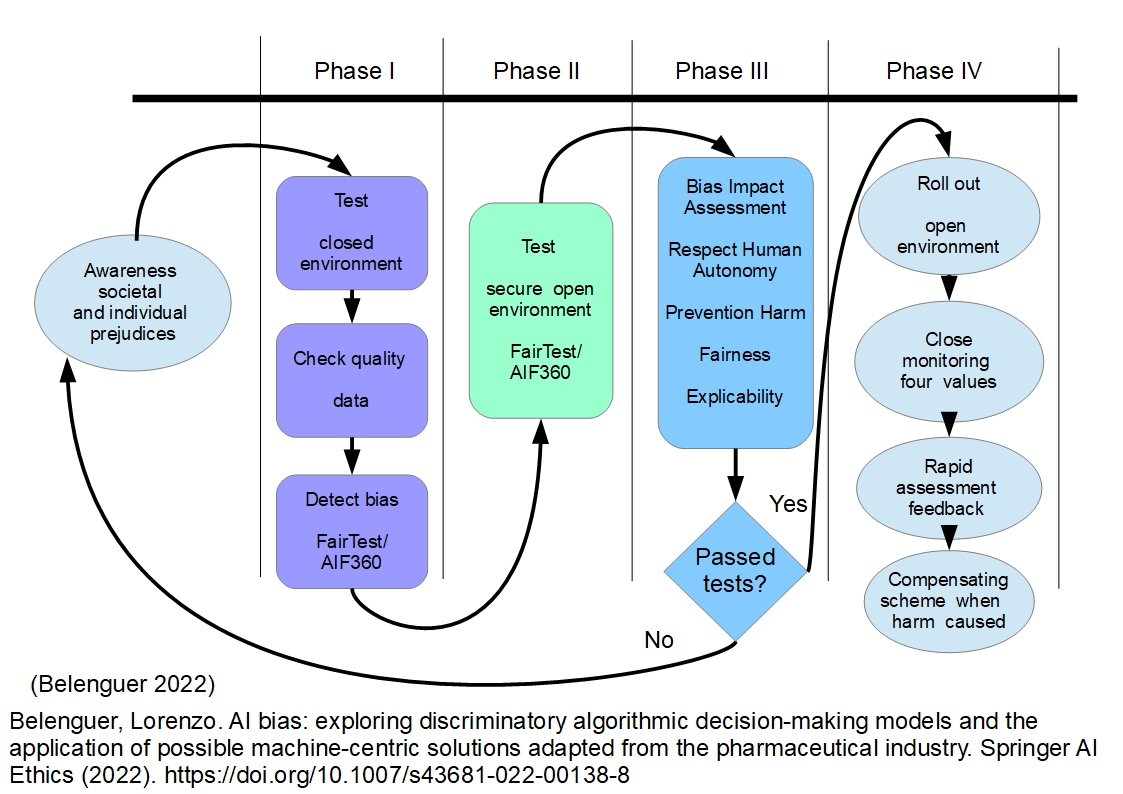 Phase I
Phase II
Phase III
Phase IV
Awareness
societal
and individual
prejudices
Test
closed
environment
Check quality
data
Detect bias
FairTest/
AIF360
Test
secure open
environment
FairTest/
AIF360
Bias Impact
Assessment
Respect Human
Autonomy
Prevention Harm
Fairness
Explicability
Passed
tests?
Yes
No
Roll out
open
environment
Close
monitoring
four values
Rapid
assessment
feedback
Compensating
scheme when
harm caused
(Belenguer 2022)
Belenguer, Lorenzo. AI bias: exploring discriminatory algorithmic decision-making models and the
application of possible machine-centric solutions adapted from the pharmaceutical industry. Springer AI
Ethics (2022). https://doi.org/10.1007/s43681-022-00138-8